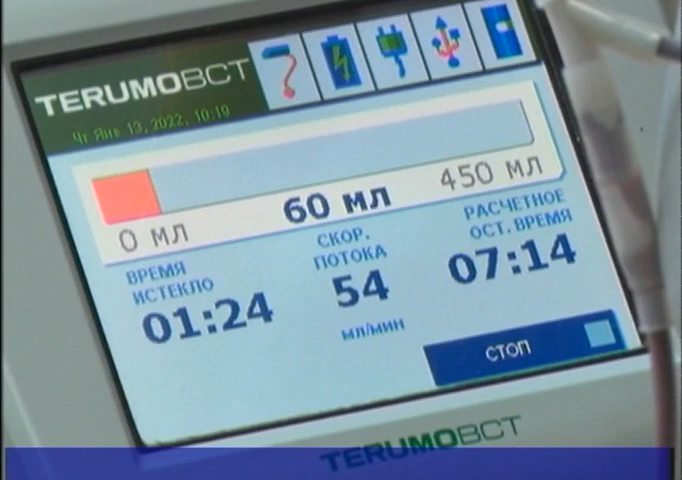 TERUMOBCT
Чт Янв 13, 2022, 10:19
0 МЛ
60 МЛ
450 МЛ
ВРЕМЯ
ИСТЕКЛО
01:24
СКОР.
ПОТОКА
54
мл/мин
РАСЧЕТНОЕ
ОСТ. ВРЕМЯ
07:14
СТОП
TERUMOBCT